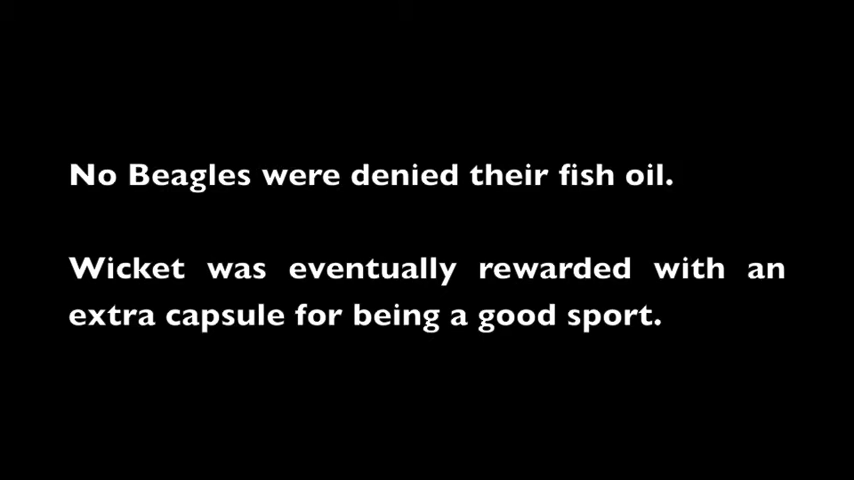 No Beagles were denied their fish oil.
Wicket was eventually rewarded with an
extra capsule for being a good sport.